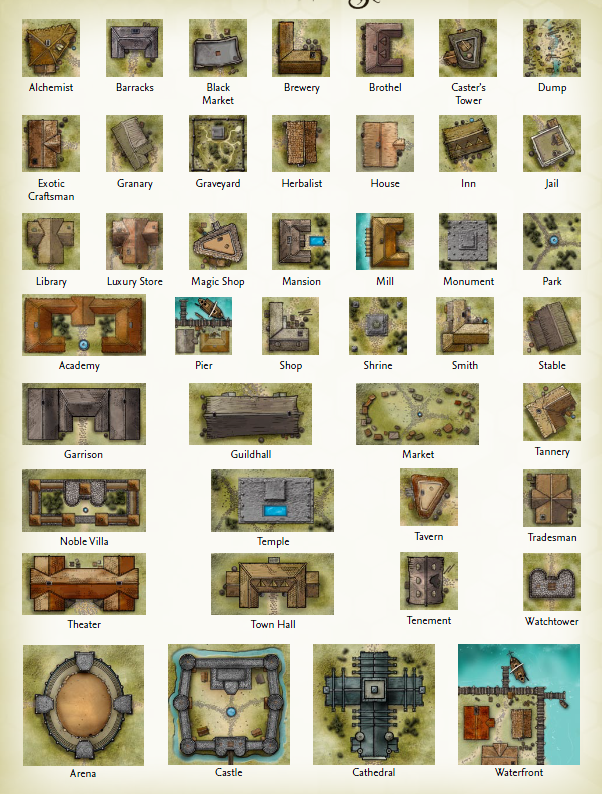 Alchemist
Barracks
Black
Market
Brewery
Brothel
Caster's
Tower
Dump
Exotic
Craftsman
Granary
Graveyard
Herbalist
House
Inn
Jail
Library
Luxury Store
Magic Shop
Mansion
Mill
Monument
Park
Academy
Pier
Shop
Shrine
Smith
Stable
Garrison
Guildhall
Market
Tannery
Noble Villa
Temple
Tavern
Tradesman
Theater
Town Hall
Tenement
Watchtower
Arena
Castle
Cathedral
Waterfront